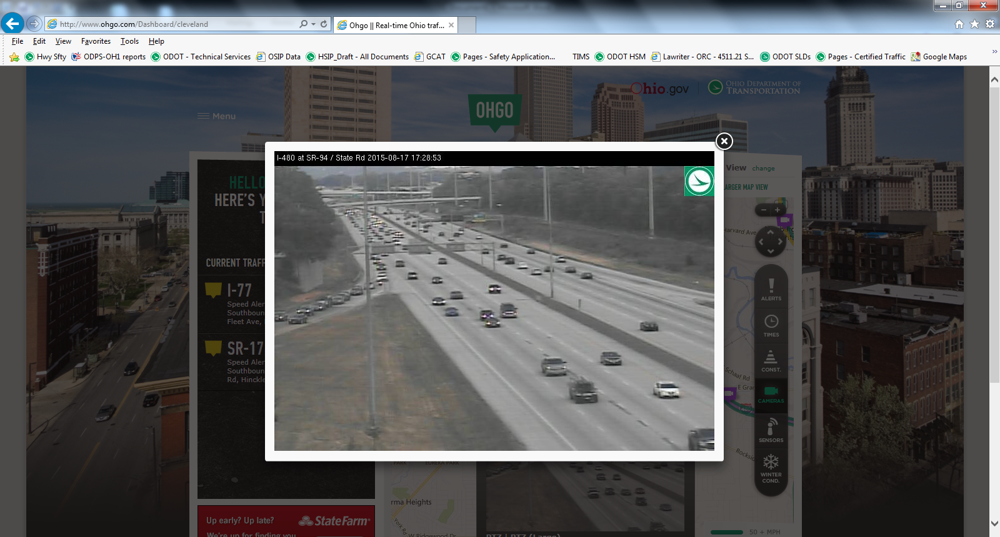 http://www.ohgo.com/Dashboard/cleveland
Ohgo || Real-time Ohio traf...
File Edit View Favorites Tools Help
Hwy Sfty ODPS-OH1 reports ODOT - Technical Services OSIP Data HSIP_Draft - All Documents GCAT Pages - Safety Application... TIMS ODOT HSM Lawriter - ORC - 4511.21 S... ODOT SLDs Pages - Certified Traffic Google Maps
Ohio.gov
OHIO DEPARTMENT OF
TRANSPORTATION
Menu
OHGO
I-480 at SR-94 / State Rd 2015-08-17 17:28:53
View change
LARGER MAP VIEW
HELLO
HERE'S Y
T
CURRENT TRAFF
I-77
Speed Aler
Southboun
Fleet Ave,
SR-17
Speed Aler
Southboun
Rd, Hinckle
Harvard Ave
Schaaf Rd
E Gran
Rockside
ALERTS
TIMES
CONST.
CAMERAS
SENSORS
WINTER
COND.
PARK
EUREKA PARK
rma Heights
York Rd
W Ridgewood Dr
PTZ | PTZ (Large)
50 + MPH
Up early? Up late?
We're up for finding you
State Farm®